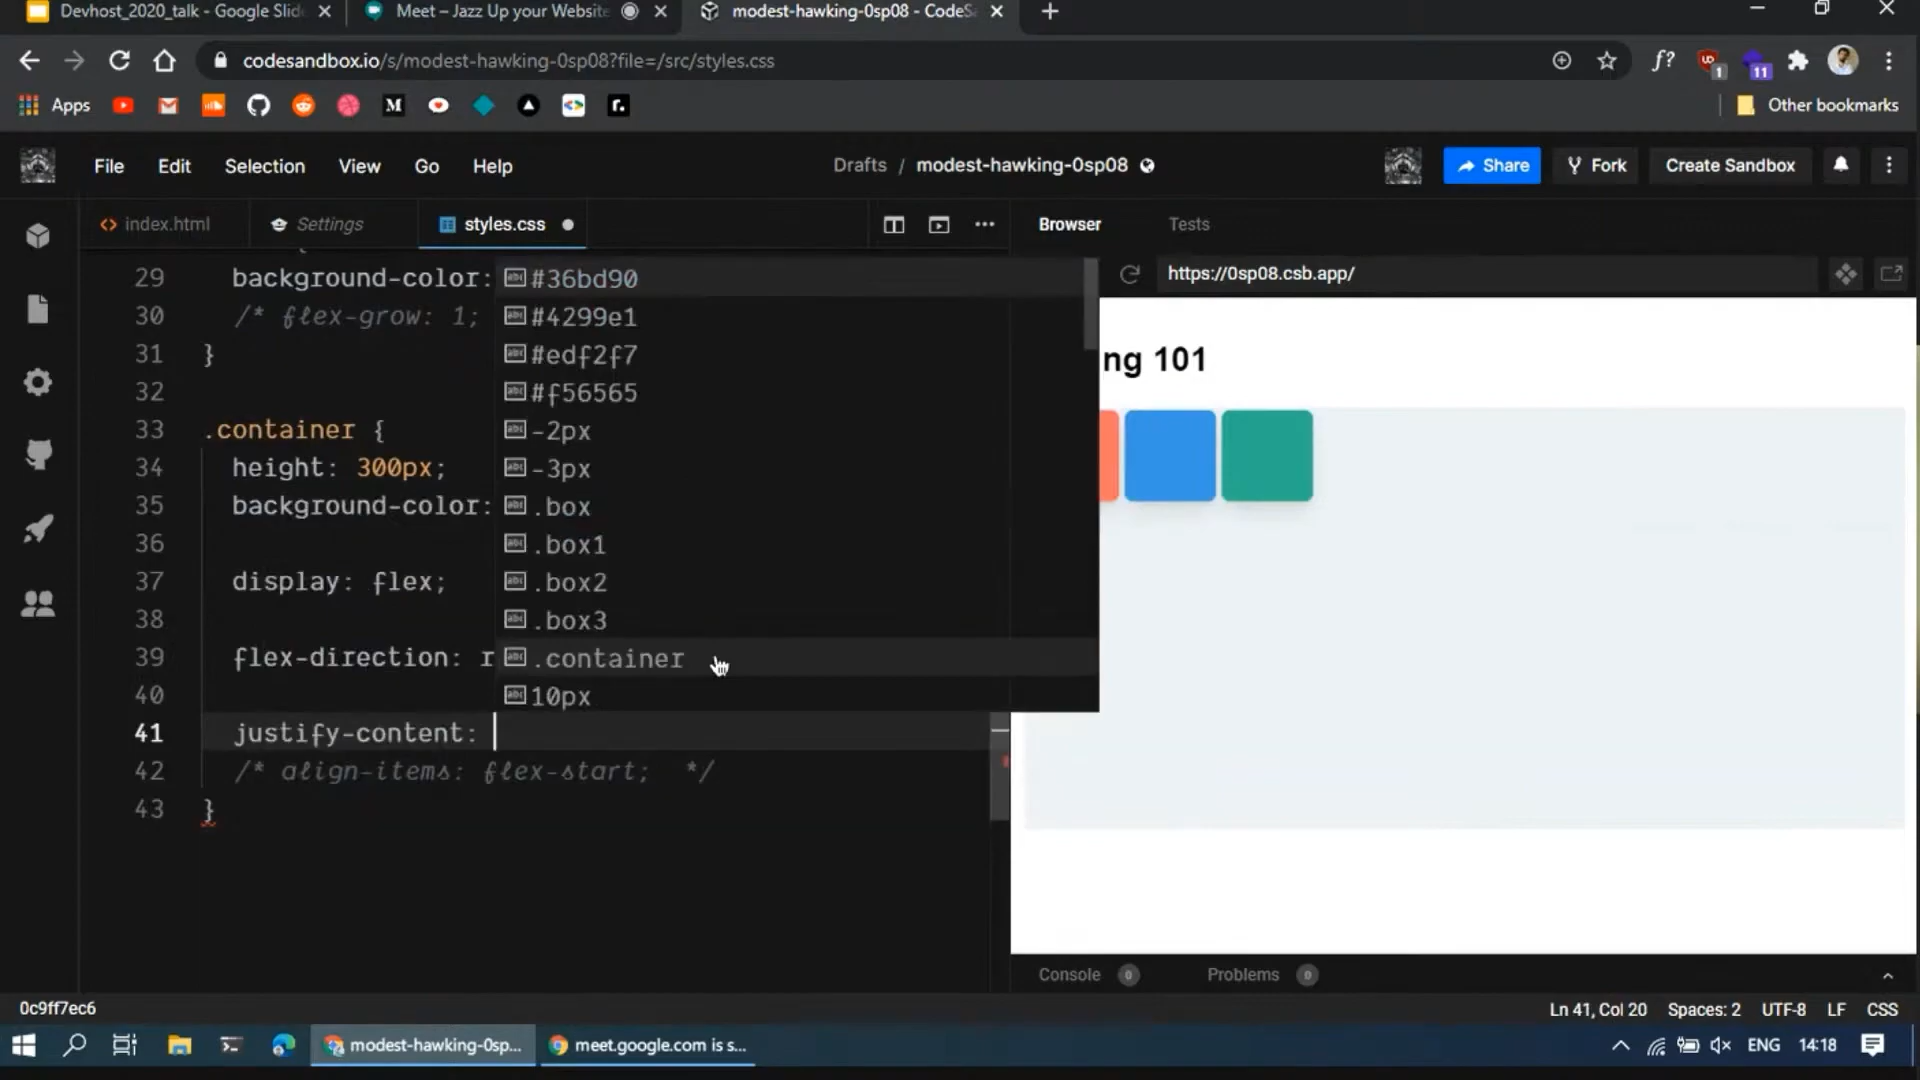 Devhost_2020_talk - Google Slid
Meet – Jazz Up your Website
modest-hawking-0sp08 - CodeSa
codesandbox.io/s/modest-hawking-0sp08?file=/src/styles.css
f?
1
11
Apps
M
r.
Other bookmarks
File
Edit
Selection
View
Go
Help
Drafts / modest-hawking-0sp08
Share
Fork
Create Sandbox
index.html
Settings
styles.css
Browser
Tests
https://0sp08.csb.app/
29 background-color:
30 /* flex-grow: 1;
31 }
32
33 .container {
34 height: 300px;
35 background-color:
36
37 display: flex;
38
39 flex-direction: r
40
41 justify-content:
42 /* align-items: flex-start;  */
43 }
#36bd90
#4299e1
#edf2f7
#f56565
-2px
-3px
.box
.box1
.box2
.box3
.container
10px
ng 101
Console 0
Problems 0
0c9ff7ec6
Ln 41, Col 20
Spaces: 2
UTF-8
LF
CSS
modest-hawking-0sp...
meet.google.com is s...
ENG
14:18